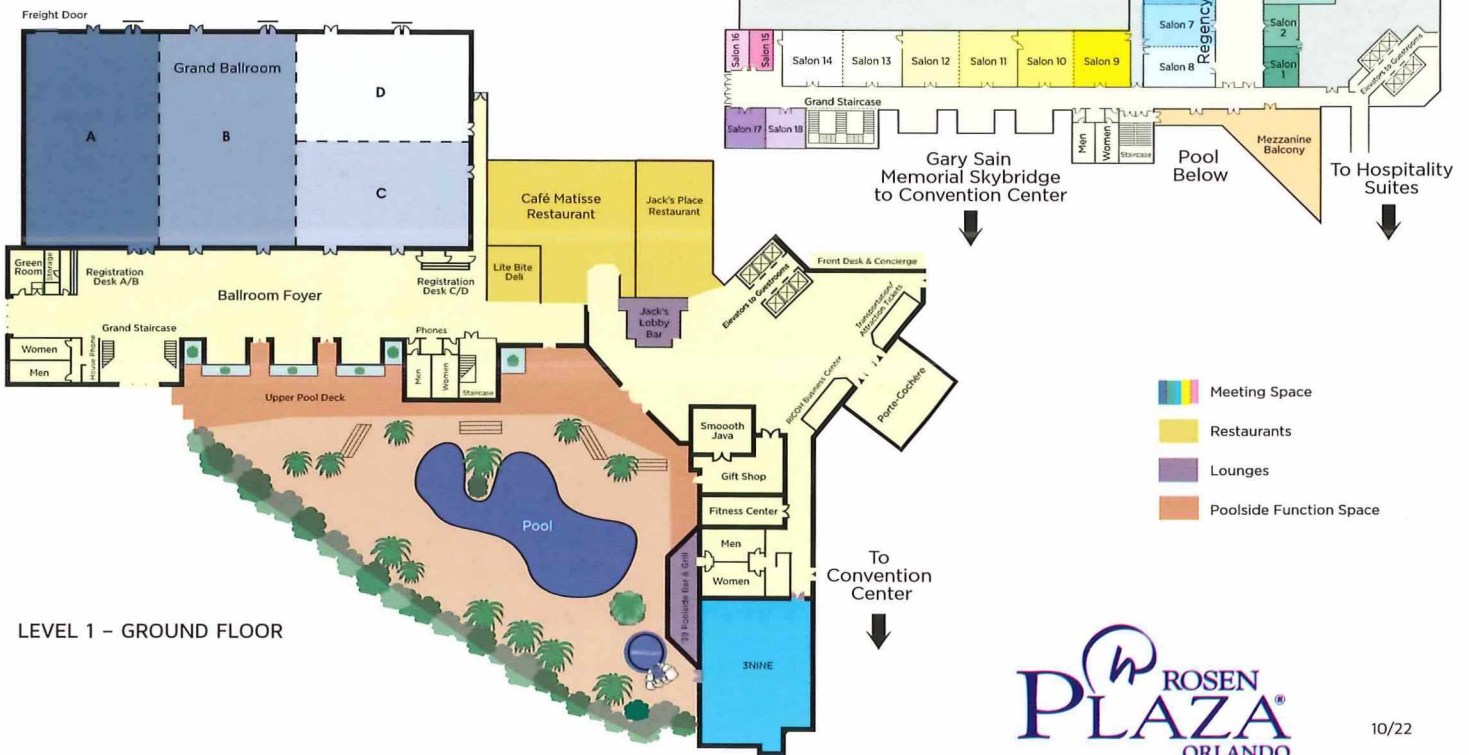 Freight Door
Grand Ballroom
A
B
D
C
Green
Room
Storage
Registration
Desk A/B
Ballroom Foyer
Registration
Desk C/D
Grand Staircase
Women
Men
House Phone
Phones
Men
Women
Staircase
Café Matisse
Restaurant
Jack's Place
Restaurant
Lite Bite
Deli
Jack's
Lobby
Bar
Elevators to Guestrooms
Front Desk & Concierge
Transportation/
Attraction Tickets
RICOH Business Center
Porte-Cochère
Upper Pool Deck
Smoooth
Java
Gift Shop
Fitness Center
Men
Women
Pool
39 Poolside Bar & Grill
3NINE
To
Convention
Center
LEVEL 1 – GROUND FLOOR
Salon 16
Salon 15
Salon 14
Salon 13
Salon 12
Salon 11
Salon 10
Salon 9
Salon 7
Salon 8
Regency
Salon
2
Salon
1
Elevators to Guestrooms
Grand Staircase
Salon 17
Salon 18
Men
Women
Staircase
Mezzanine
Balcony
Gary Sain
Memorial Skybridge
to Convention Center
Pool
Below
To Hospitality
Suites
Meeting Space
Restaurants
Lounges
Poolside Function Space
ROSEN
PLAZA®
ORLANDO
10/22